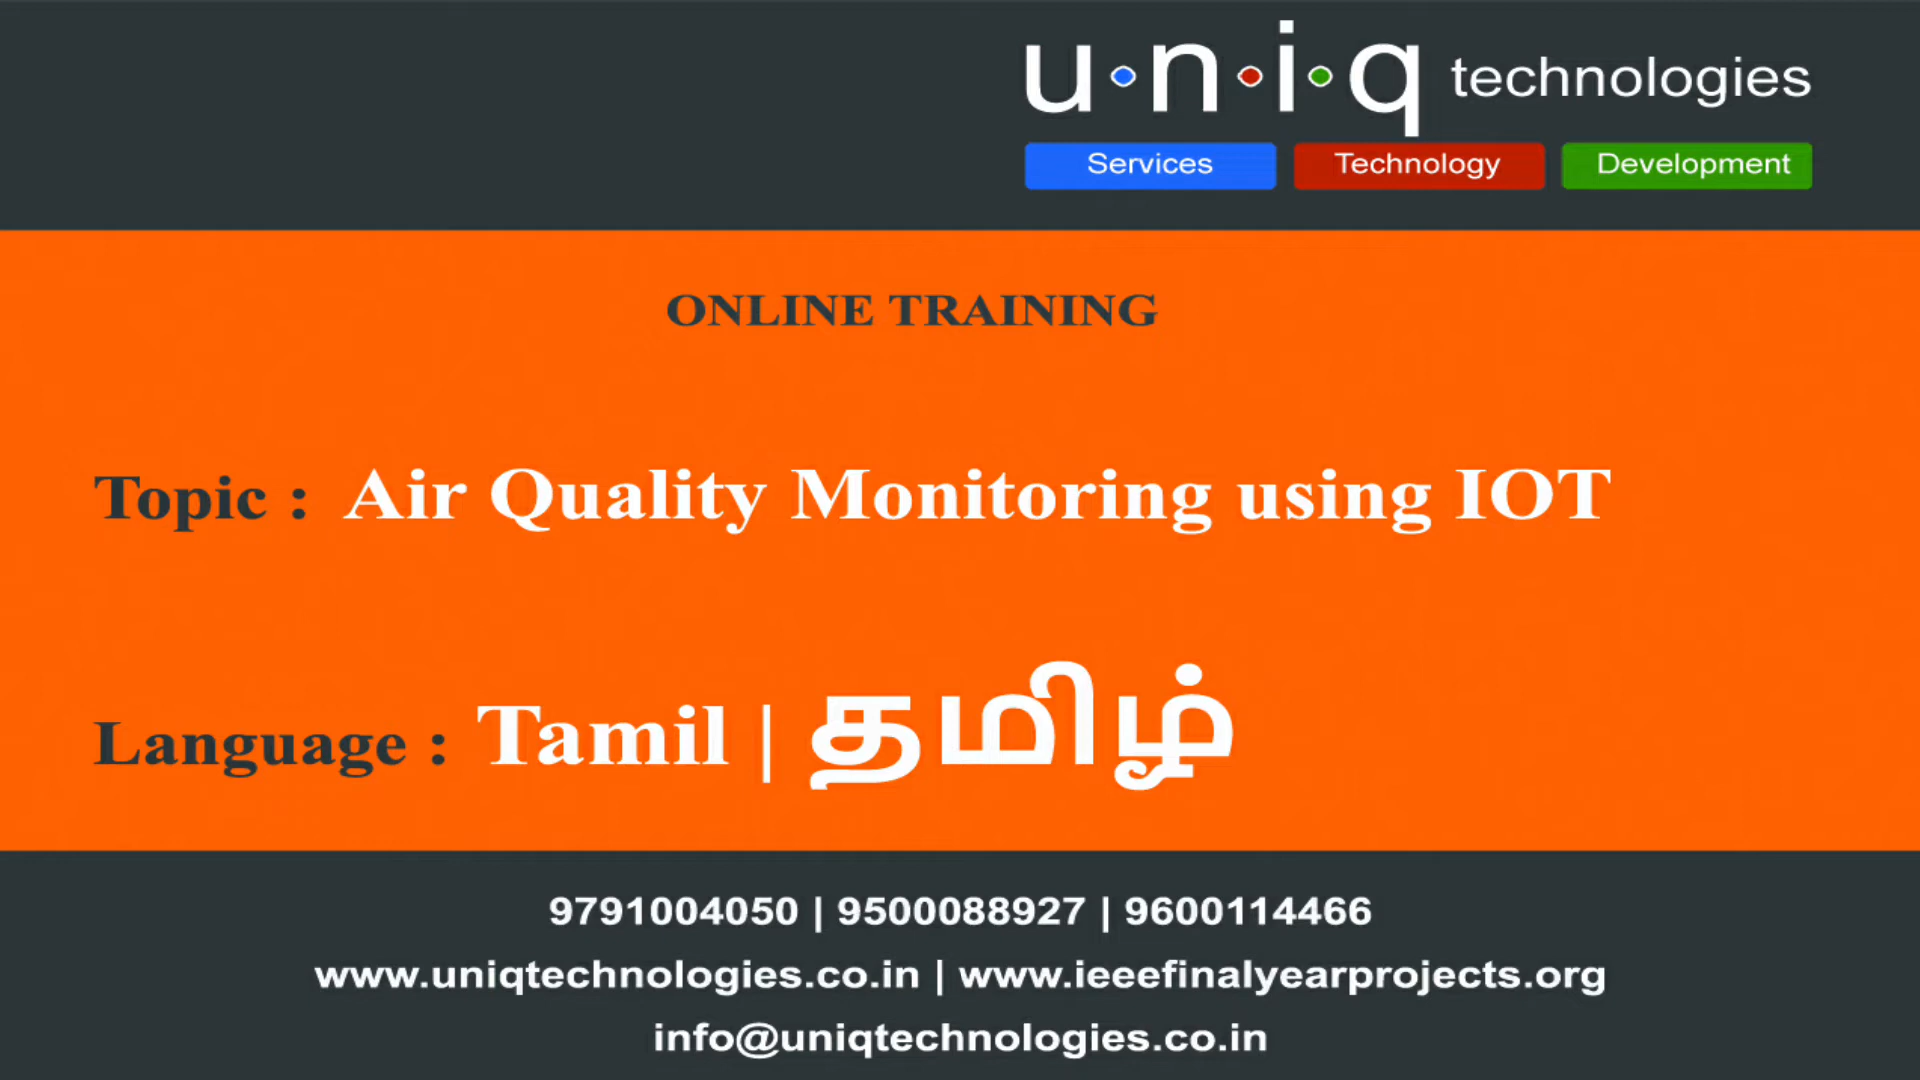 u•n•i•q technologies
Services Technology Development
ONLINE TRAINING
Topic : Air Quality Monitoring using IOT
Language : Tamil | தமிழ்
9791004050 | 9500088927 | 9600114466
www.uniqtechnologies.co.in | www.ieeefinalyearprojects.org
info@uniqtechnologies.co.in